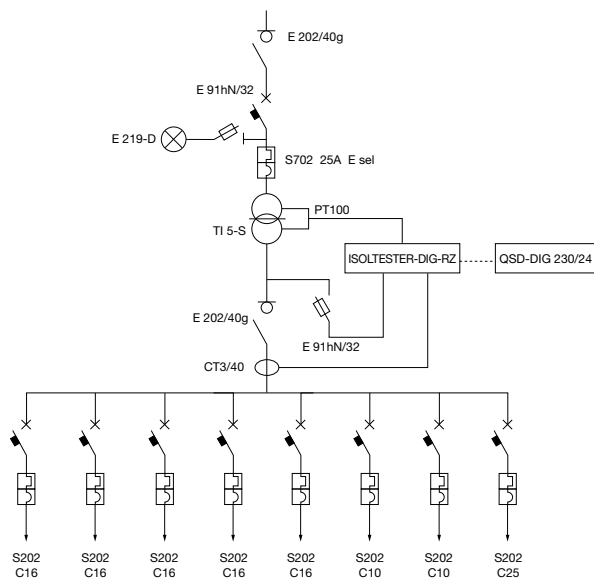 E 202/40g
E 91hN/32
E 219-D
S702 25A E sel
PT100
TI 5-S
ISOLTESTER-DIG-RZ
QSD-DIG 230/24
E 202/40g
E 91hN/32
CT3/40
S202 S202 S202 S202 S202 S202 S202 S202
C16 C16 C16 C16 C16 C10 C10 C25